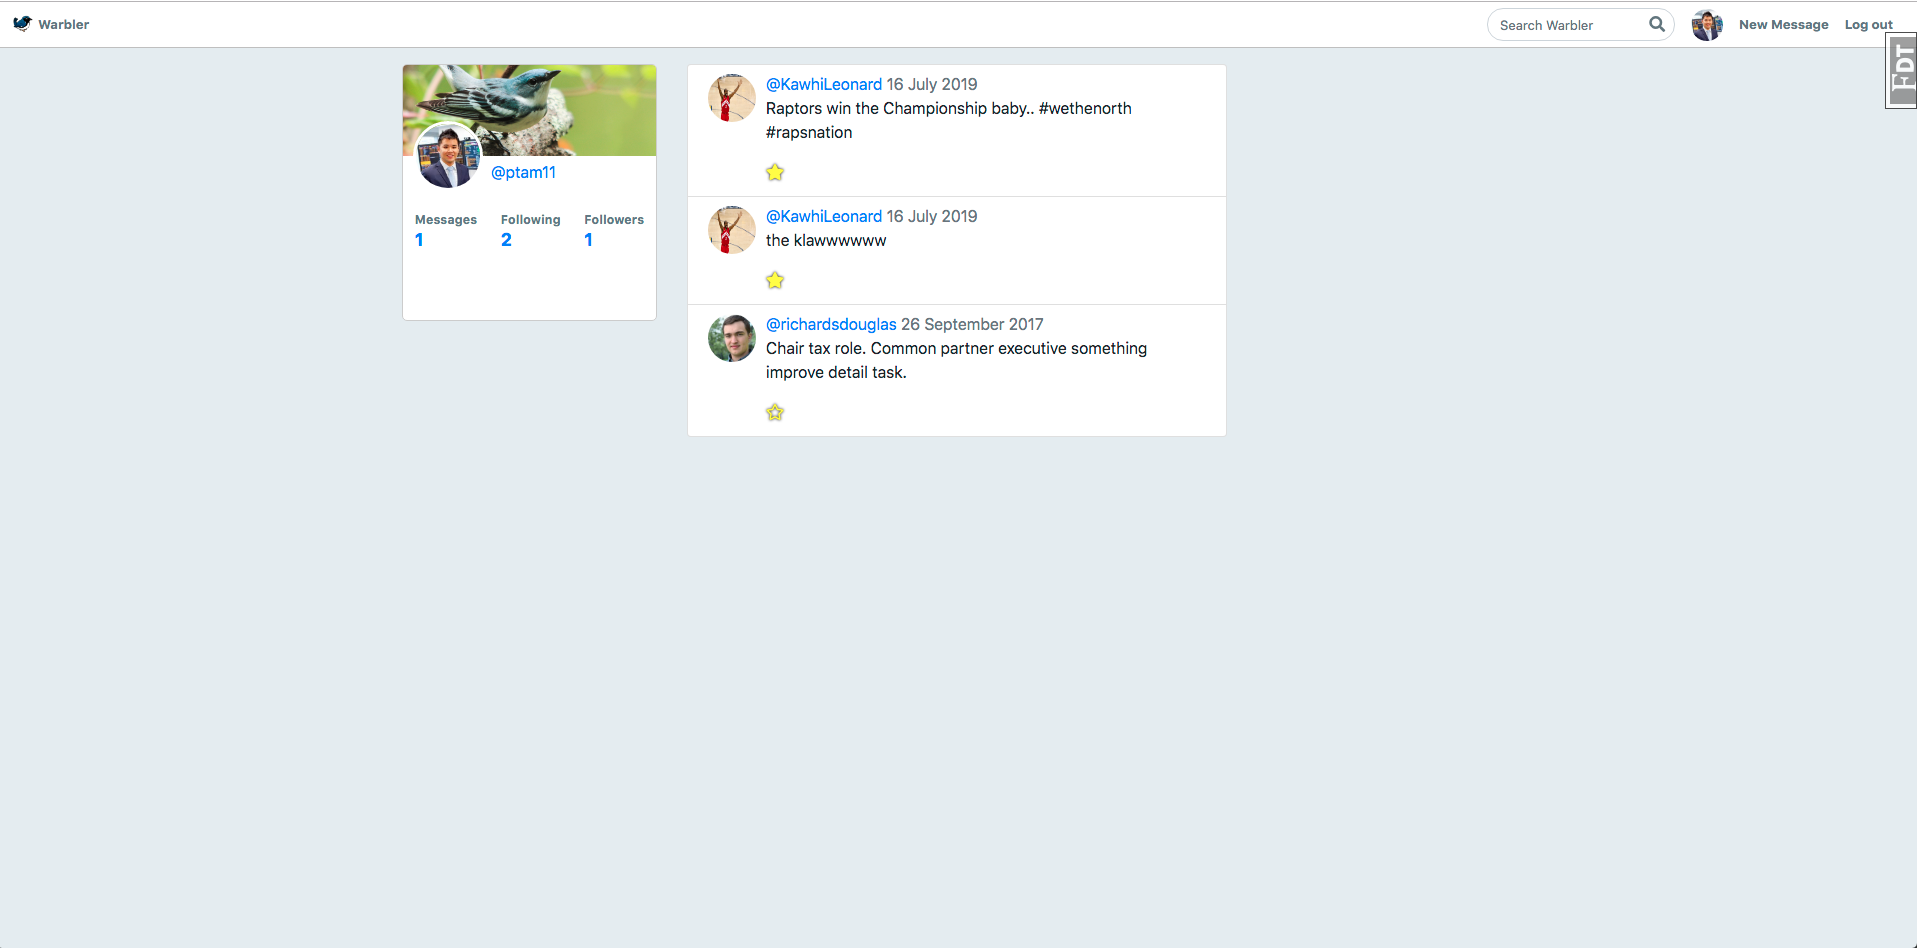 Warbler
Search Warbler
New Message
Log out
FDT
@ptam11
Messages
Following
Followers
1
2
1
@KawhiLeonard 16 July 2019
Raptors win the Championship baby.. #wethenorth
#rapsnation
@KawhiLeonard 16 July 2019
the klawwwwww
@richardsdouglas 26 September 2017
Chair tax role. Common partner executive something
improve detail task.